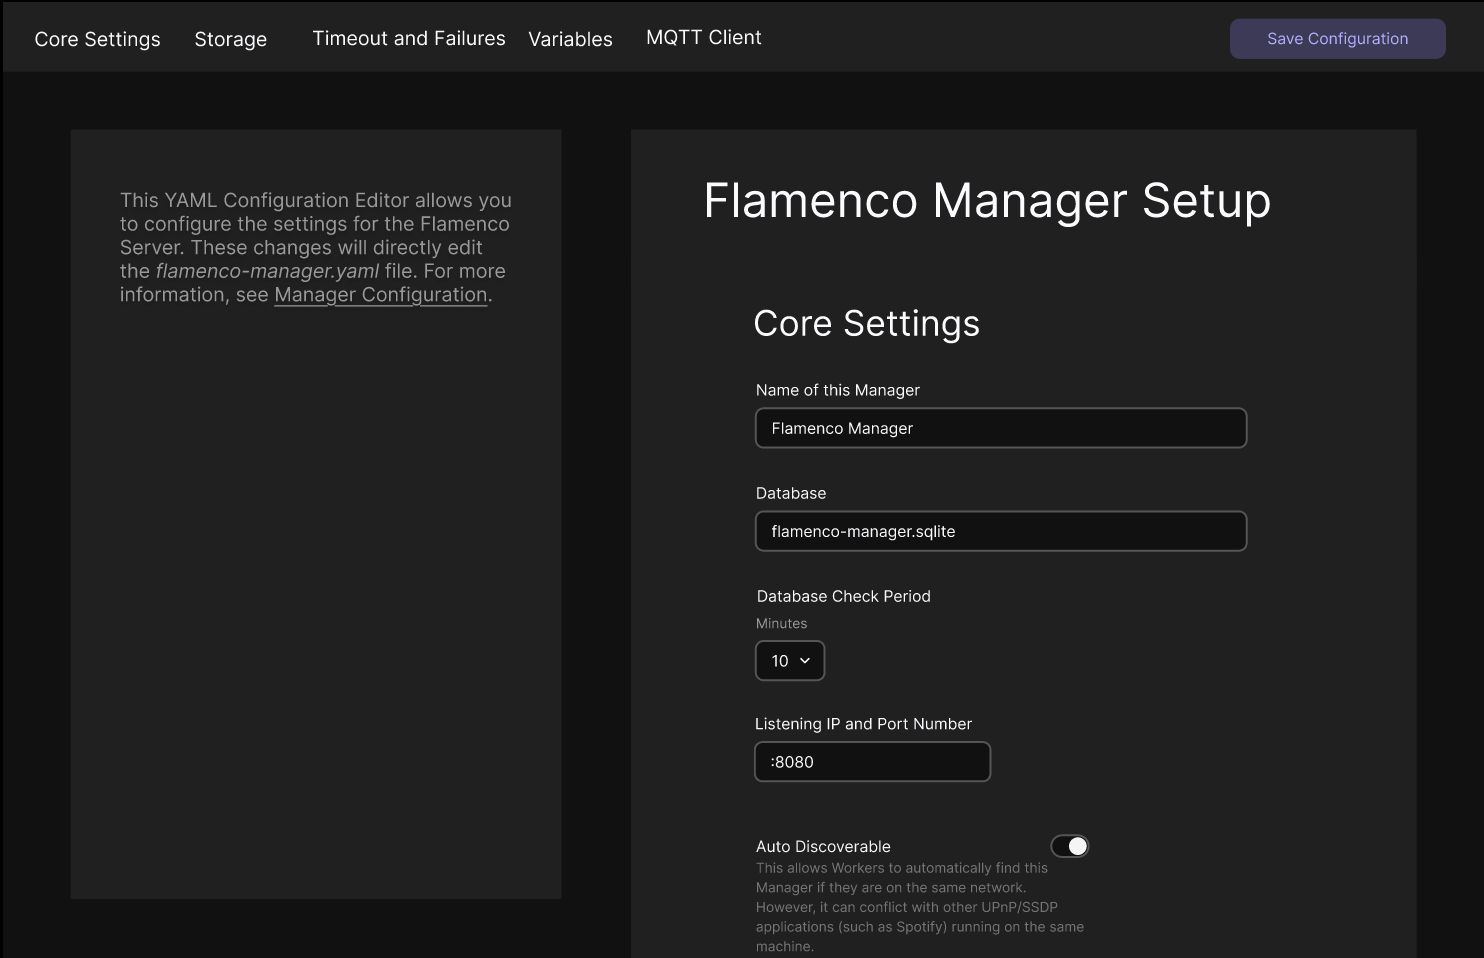 Core Settings
Storage
Timeout and Failures
Variables
MQTT Client
Save Configuration
This YAML Configuration Editor allows you
to configure the settings for the Flamenco
Server. These changes will directly edit
the flamenco-manager.yaml file. For more
information, see Manager Configuration.
Flamenco Manager Setup
Core Settings
Name of this Manager
Flamenco Manager
Database
flamenco-manager.sqlite
Database Check Period
Minutes
10
Listening IP and Port Number
:8080
Auto Discoverable
This allows Workers to automatically find this
Manager if they are on the same network.
However, it can conflict with other UPnP/SSDP
applications (such as Spotify) running on the same
machine.